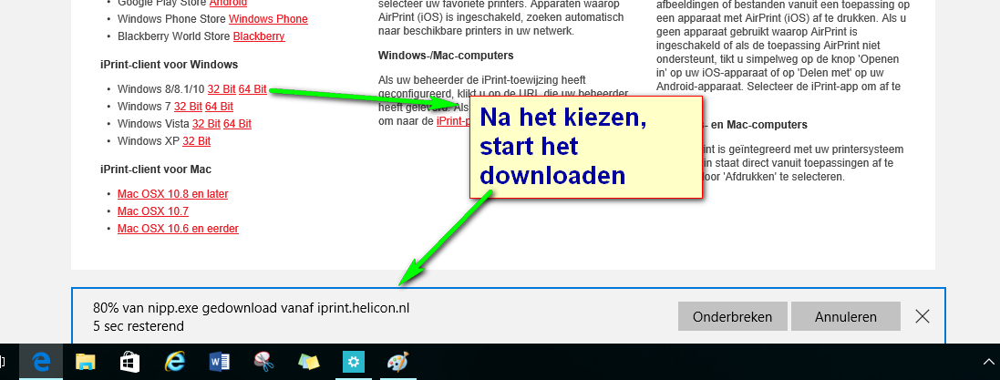 • Google Play Store Android
• Windows Phone Store Windows Phone
• Blackberry World Store Blackberry
iPrint-client voor Windows
• Windows 8/8.1/10 32 Bit 64 Bit
• Windows 7 32 Bit 64 Bit
• Windows Vista 32 Bit 64 Bit
• Windows XP 32 Bit
iPrint-client voor Mac
• Mac OSX 10.8 en later
• Mac OSX 10.7
• Mac OSX 10.6 en eerder
selecteer uw favoriete printers. Apparaten waarop
AirPrint (iOS) is ingeschakeld, zoeken automatisch
naar beschikbare printers in uw netwerk.
Windows-/Mac-computers
Als uw beheerder de iPrint-toewijzing heeft
geconfigureerd, klikt u op de URL die uw beheerder
heeft geleverd. Als
om naar de iPrint-p
afbeeldingen of bestanden vanuit een toepassing op
een apparaat met AirPrint (iOS) af te drukken. Als u
geen apparaat gebruikt waarop AirPrint is
ingeschakeld of als de toepassing AirPrint niet
ondersteunt, tikt u simpelweg op de knop 'Openen
in' op uw iOS-apparaat of op 'Delen met' op uw
Android-apparaat. Selecteer de iPrint-app om af te
- en Mac-computers
int is geïntegreerd met uw printersysteem
in staat direct vanuit toepassingen af te
door 'Afdrukken' te selecteren.
Na het kiezen,
start het
downloaden
80% van nipp.exe gedownload vanaf iprint.helicon.nl
5 sec resterend
Onderbreken
Annuleren